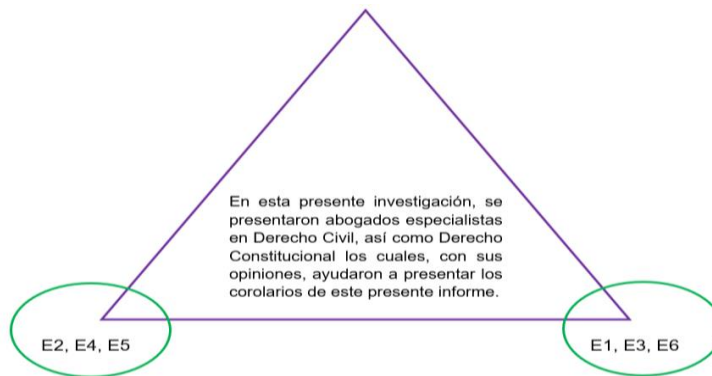 En esta presente investigación, se
presentaron abogados especialistas
en Derecho Civil, así como Derecho
Constitucional los cuales, con sus
opiniones, ayudaron a presentar los
corolarios de este presente informe.
E2, E4, E5
E1, E3, E6